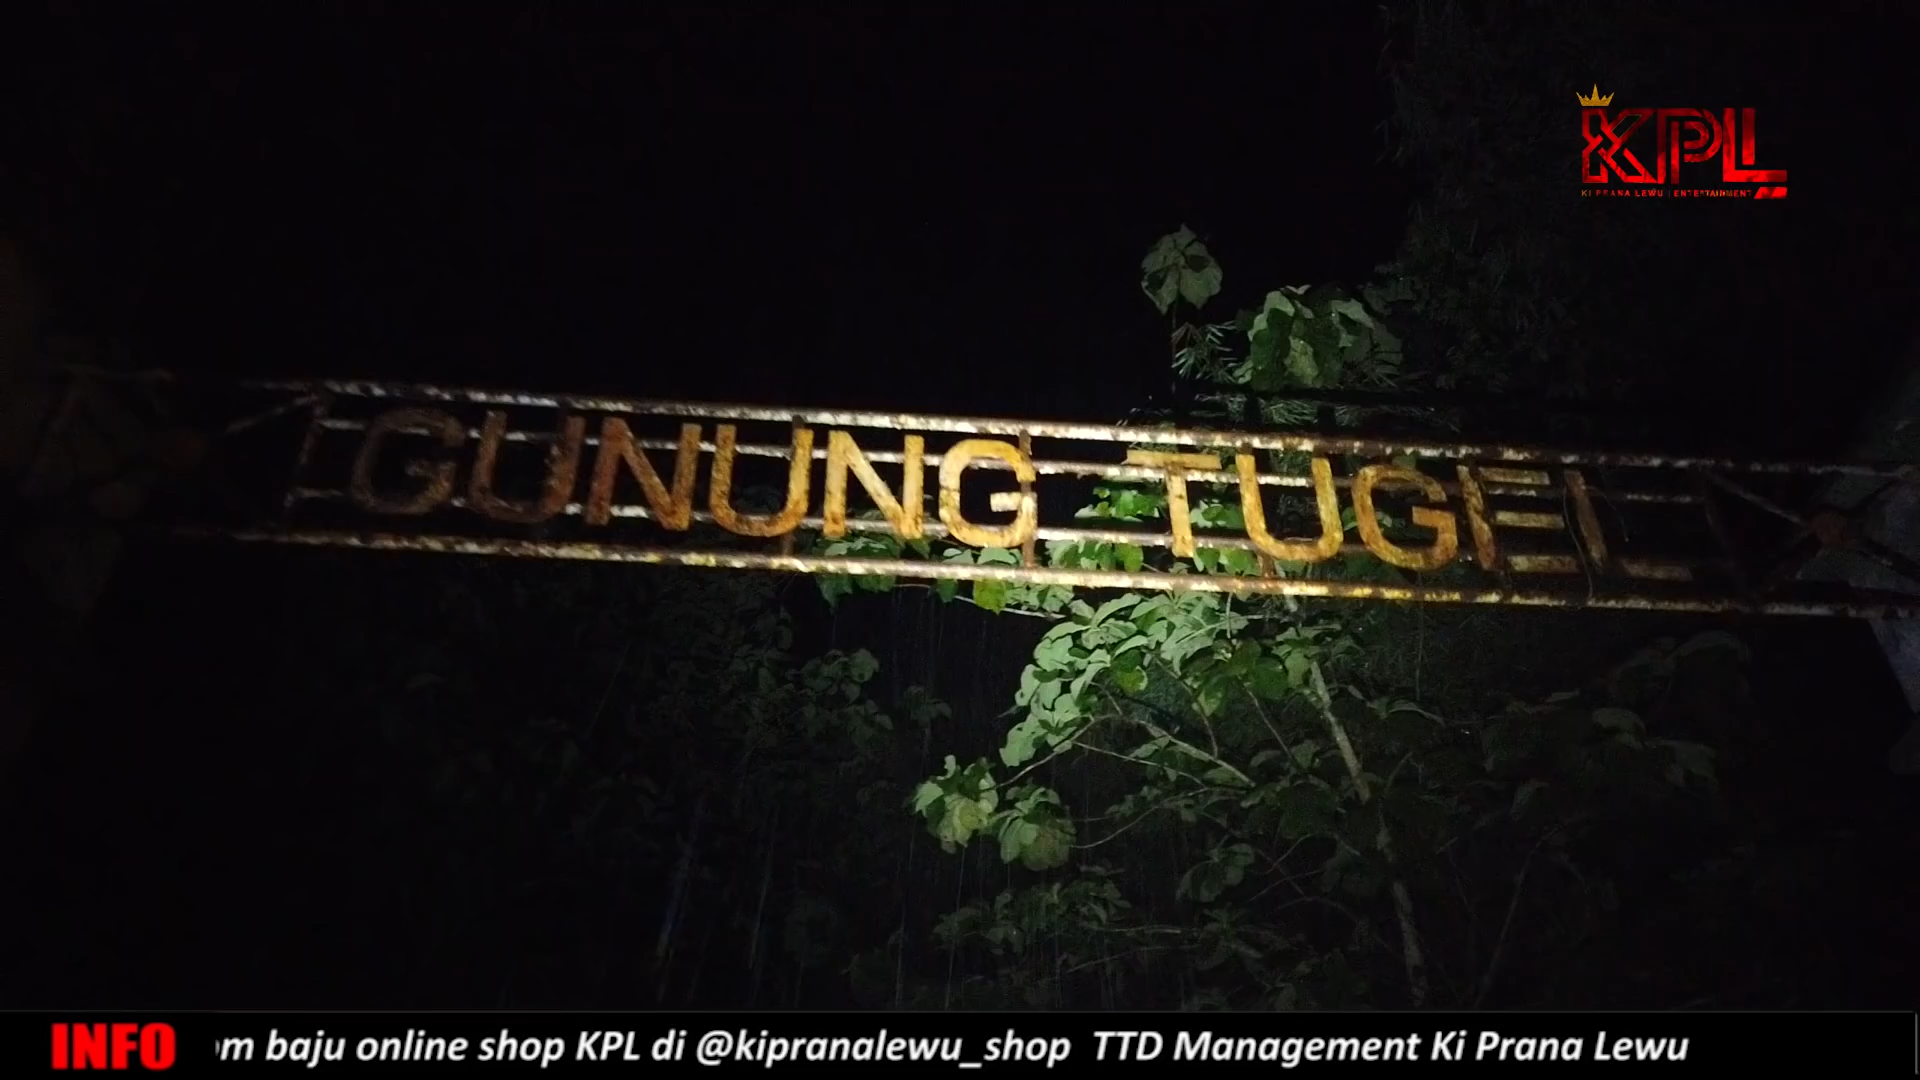 KPL
KI PRANA LEWU | ENTERTAINMENT
GUNUNG TUGEL
INFO
baju online shop KPL di @kipranalewu_shop TTD Management Ki Prana Lewu